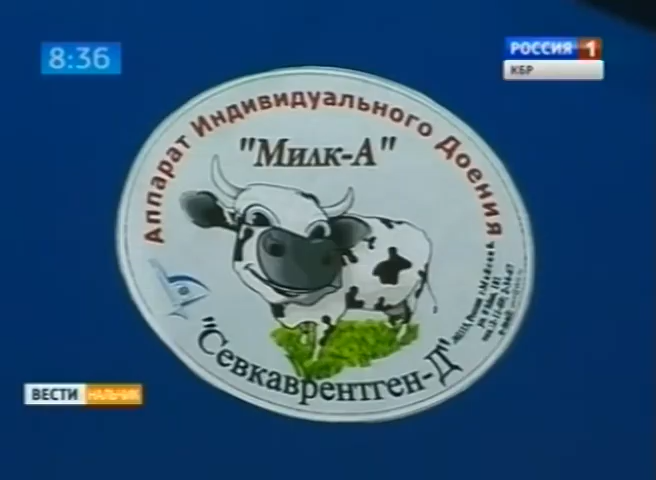 8:36
РОССИЯ 1
КБР
Аппарат Индивидуального Доения
"Милк-А"
"Севкаврентген-Д"
ВЕСТИ НАЛЬЧИК